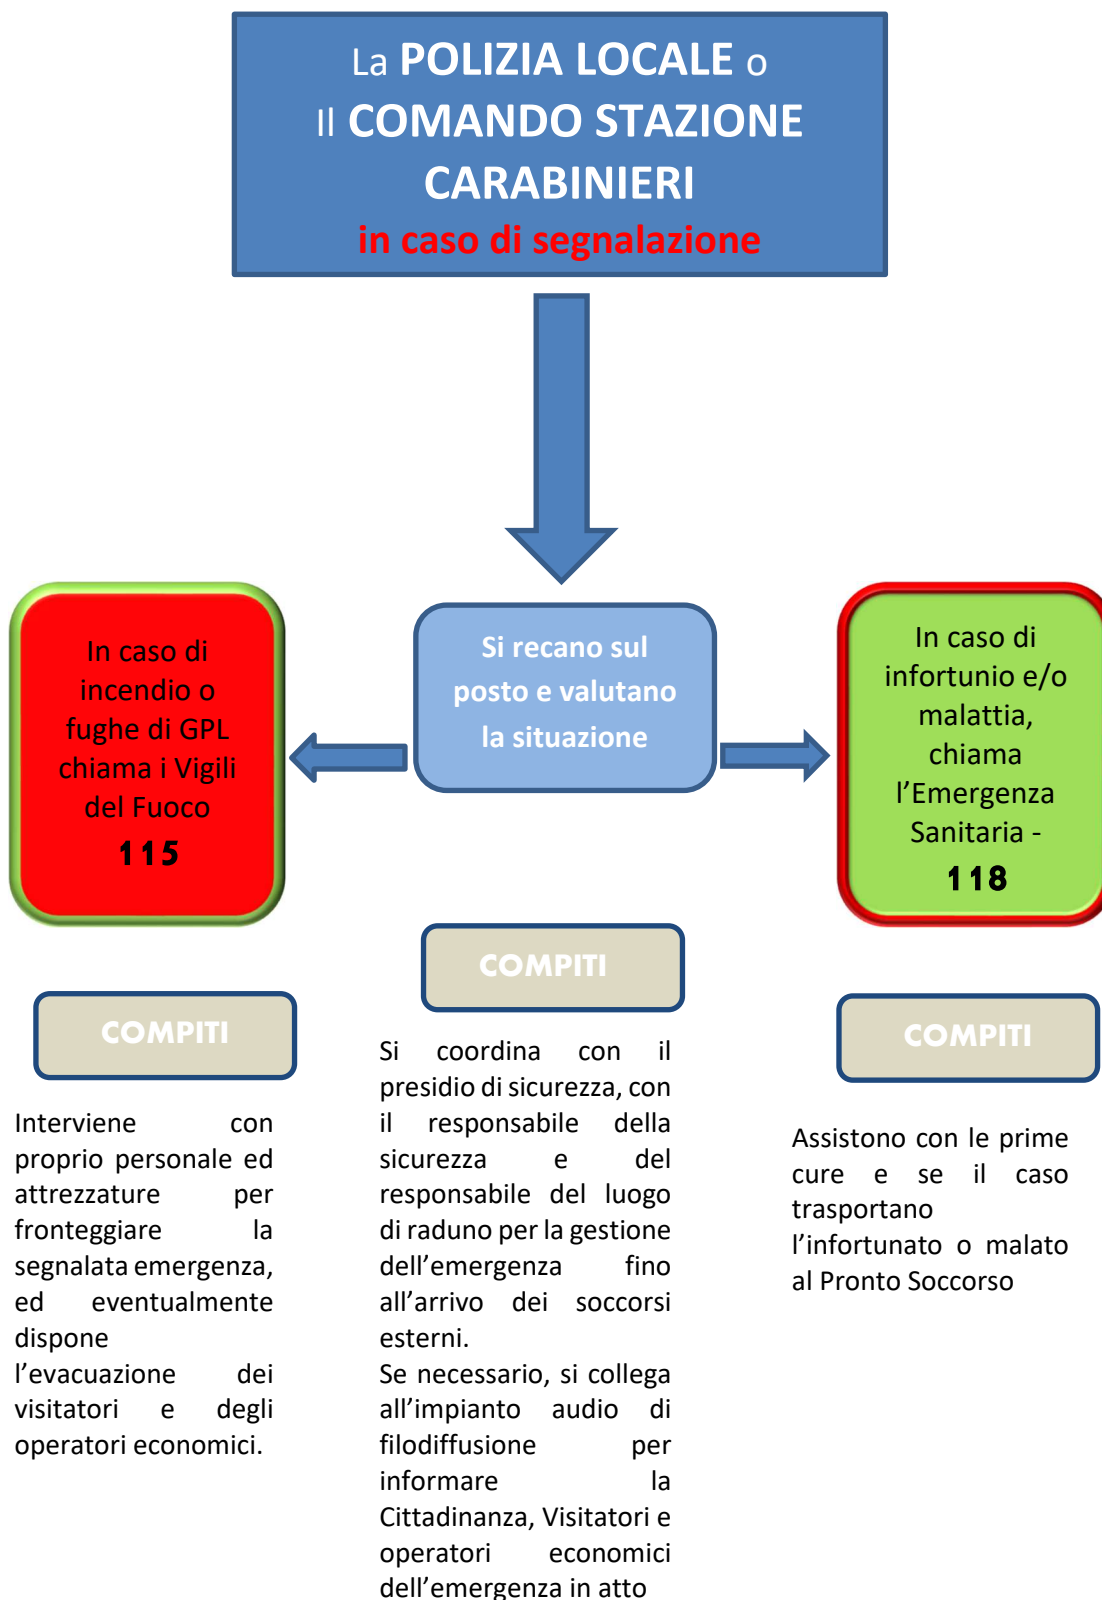 La POLIZIA LOCALE o
Il COMANDO STAZIONE
CARABINIERI
in caso di segnalazione
In caso di
incendio o
fughe di GPL
chiama i Vigili
del Fuoco
115
Si recano sul
posto e valutano
la situazione
In caso di
infortunio e/o
malattia,
chiama
l’Emergenza
Sanitaria -
118
COMPITI
Interviene con
proprio personale ed
attrezzature per
fronteggiare la
segnalata emergenza,
ed eventualmente
dispone
l’evacuazione dei
visitatori e degli
operatori economici.
COMPITI
Si coordina con il
presidio di sicurezza, con
il responsabile della
sicurezza e del
responsabile del luogo
di raduno per la gestione
dell’emergenza fino
all’arrivo dei soccorsi
esterni.
Se necessario, si collega
all’impianto audio di
filodiffusione per
informare la
Cittadinanza, Visitatori e
operatori economici
dell’emergenza in atto
COMPITI
Assistono con le prime
cure e se il caso
trasportano
l’infortunato o malato
al Pronto Soccorso